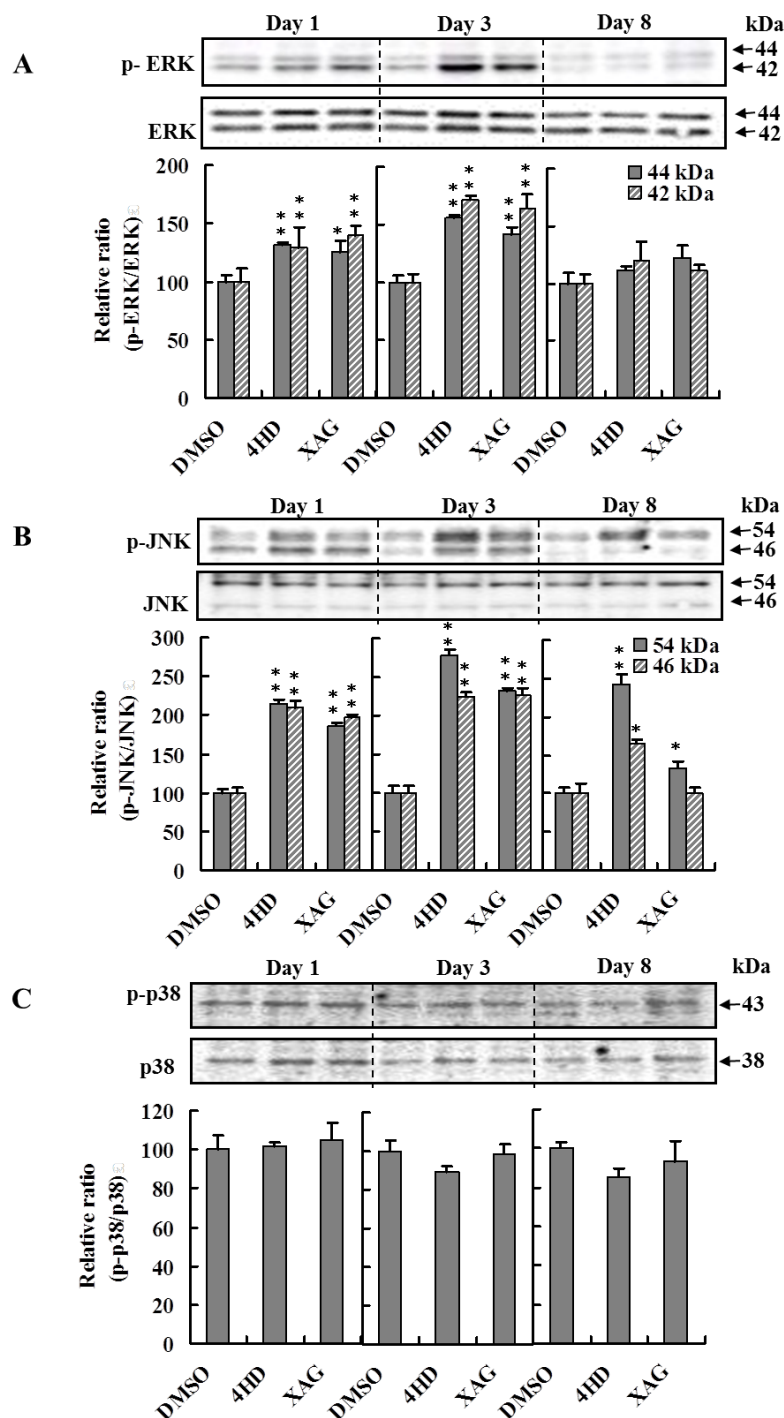 Day 1 Day 3 Day 8 kDa
A
p- ERK 44
42
ERK 44
42
Relative ratio
(p-ERK/ERK)
200
150
100
50
0
** ** * ** ** ** ** **
44 kDa
42 kDa
DMSO 4HD XAG DMSO 4HD XAG DMSO 4HD XAG
Day 1 Day 3 Day 8 kDa
B
p-JNK 54
46
JNK 54
46
Relative ratio
(p-JNK/JNK)
300
250
200
150
100
50
0
** ** ** ** ** ** ** ** ** * *
54 kDa
46 kDa
DMSO 4HD XAG DMSO 4HD XAG DMSO 4HD XAG
Day 1 Day 3 Day 8 kDa
C
p-p38 43
p38 38
Relative ratio
(p-p38/p38)
120
100
80
60
40
20
0
DMSO 4HD XAG DMSO 4HD XAG DMSO 4HD XAG